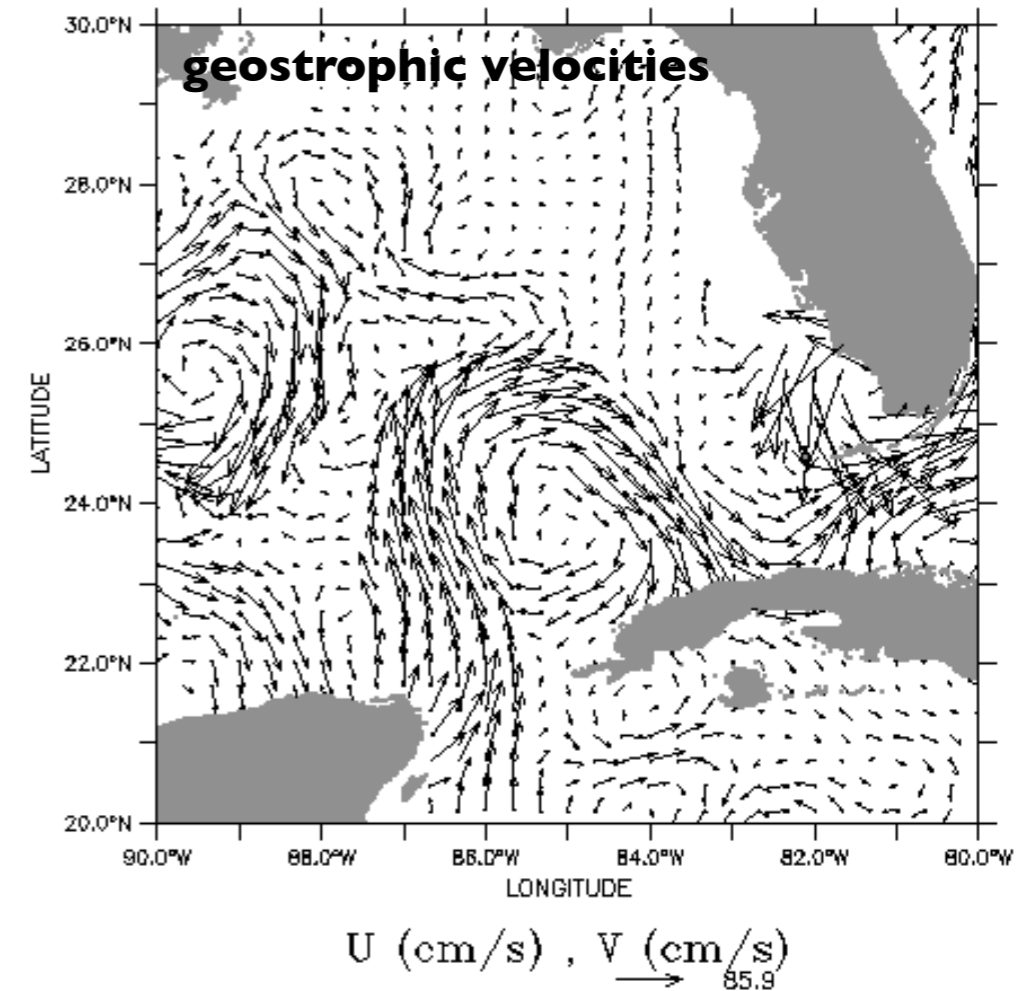 geostrophic velocities
30.0°N
28.0°N
26.0°N
24.0°N
22.0°N
20.0°N
LATITUDE
90.0°W 88.0°W 86.0°W 84.0°W 82.0°W 80.0°W
LONGITUDE
U (cm/s) , V (cm/s)
85.9